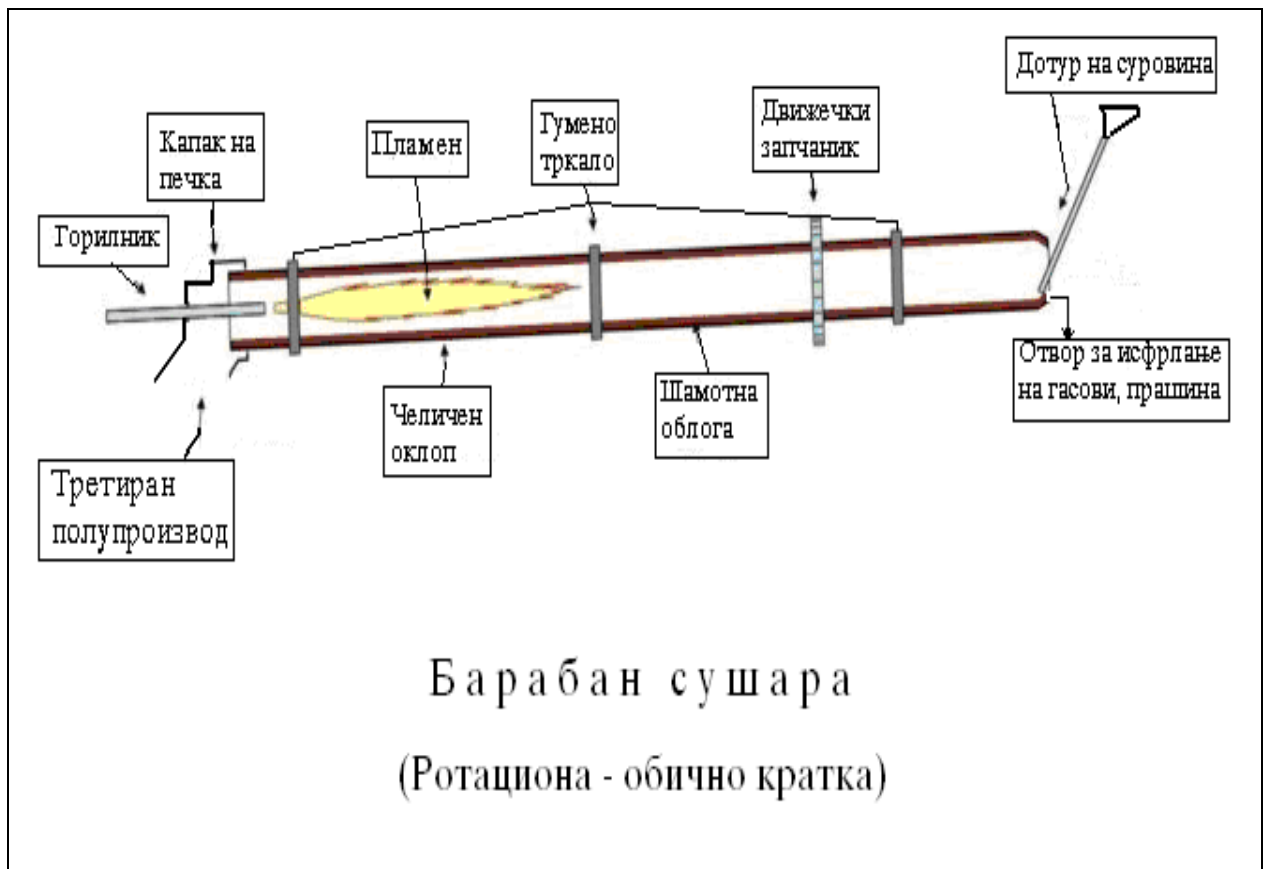 Дотур на суровина
Движечки
запчаник
Гумено
тркало
Пламен
Капак на
печка
Горилник
Отвор за исфрлање
на гасови, прашина
Шамотна
облога
Челичен
оклоп
Третиран
полупроизвод
Барабан сушара
(Ротациона - обично кратка)